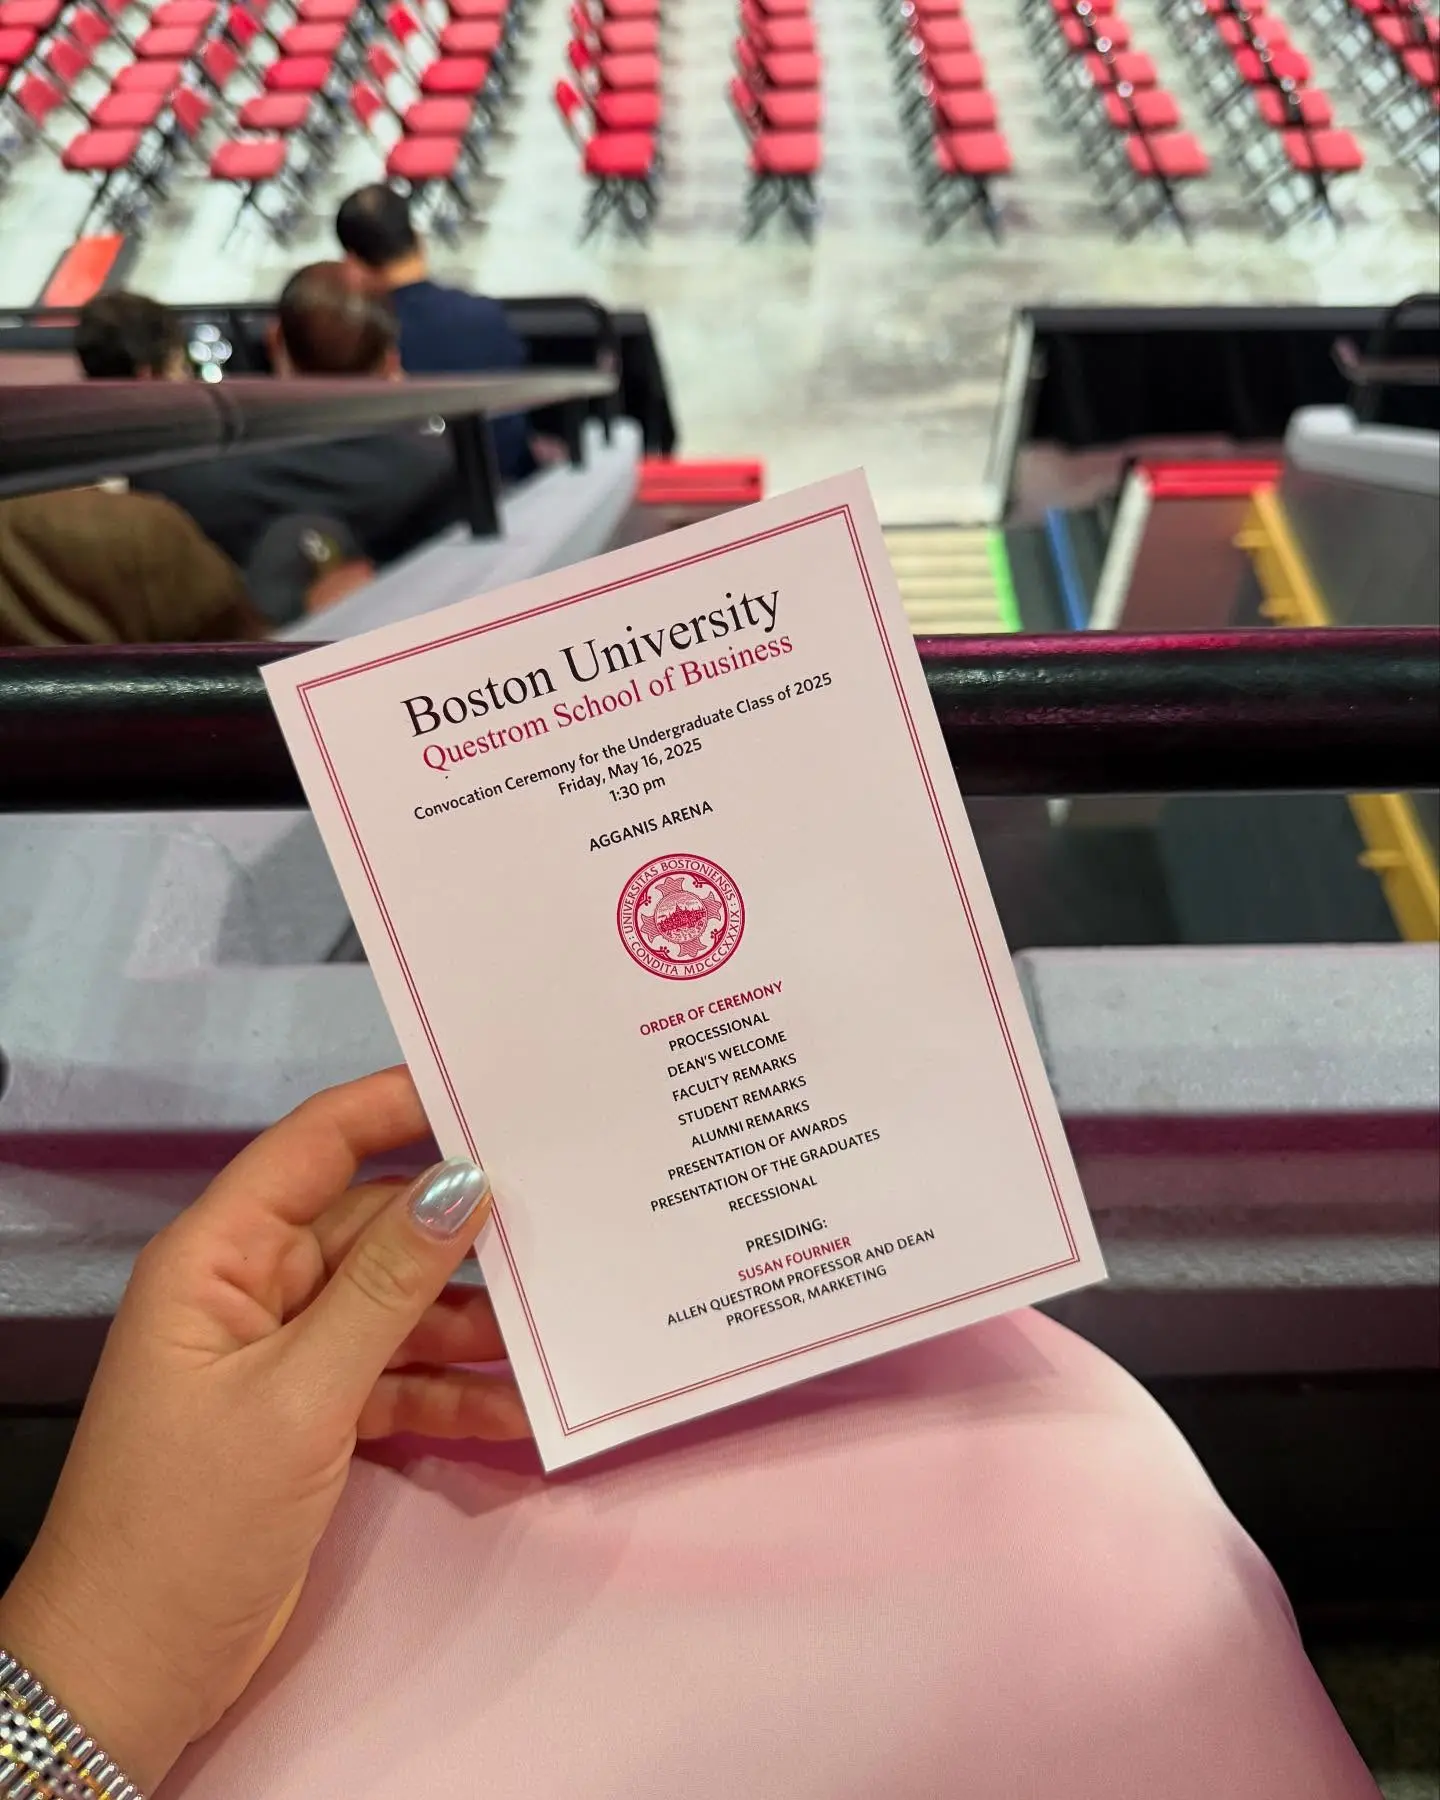 Boston University
Questrom School of Business
Convocation Ceremony for the Undergraduate Class of 2025
Friday, May 16, 2025
1:30 pm
AGGANIS ARENA
UNIVERSITAS BOSTONIENSIS
CONDITA MDCCCXXXIX
ORDER OF CEREMONY
PROCESSIONAL
DEAN'S WELCOME
FACULTY REMARKS
STUDENT REMARKS
ALUMNI REMARKS
PRESENTATION OF AWARDS
PRESENTATION OF THE GRADUATES
RECESSIONAL
PRESIDING:
SUSAN FOURNIER
ALLEN QUESTROM PROFESSOR AND DEAN
PROFESSOR, MARKETING